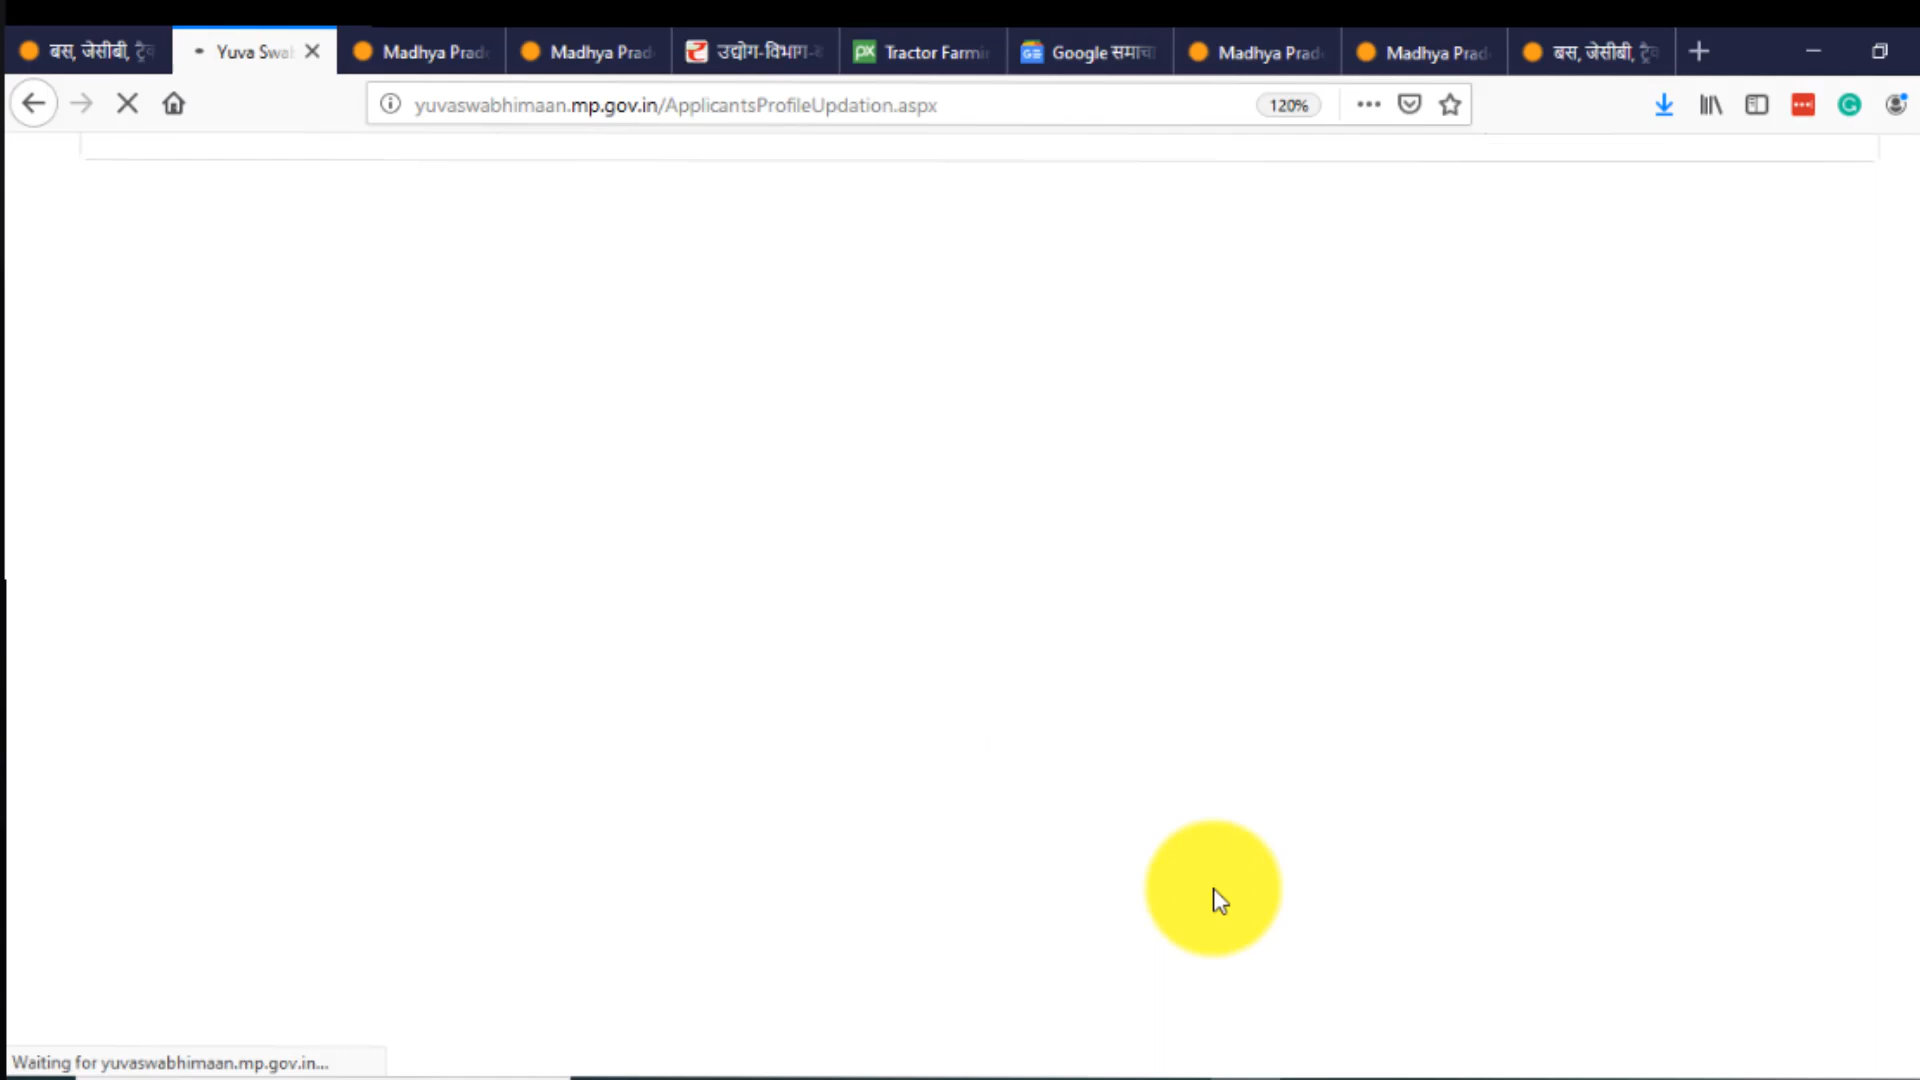 बस, जेसीबी, ट्रै
Yuva Swa
Madhya Prad
Madhya Prad
उद्योग-विभाग-
Tractor Farmin
Google समाचा
Madhya Prad
Madhya Prad
बस, जेसीबी, ट्रै
yuvaswabhimaan.mp.gov.in/ApplicantsProfileUpdation.aspx
120%
Waiting for yuvaswabhimaan.mp.gov.in...